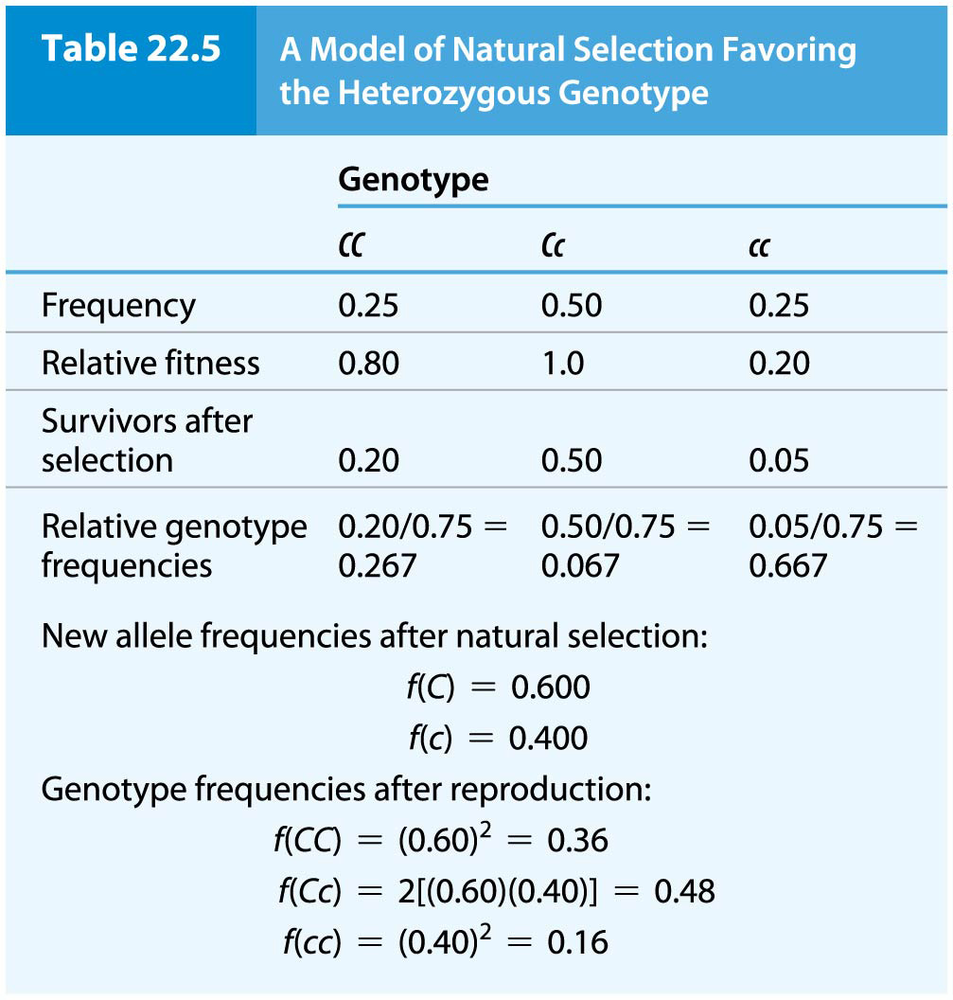 Table 22.5
A Model of Natural Selection Favoring
the Heterozygous Genotype
Genotype
CC Cc cc
Frequency 0.25 0.50 0.25
Relative fitness 0.80 1.0 0.20
Survivors after
selection 0.20 0.50 0.05
Relative genotype 0.20/0.75 = 0.50/0.75 = 0.05/0.75 =
frequencies 0.267 0.067 0.667
New allele frequencies after natural selection:
f(C) = 0.600
f(c) = 0.400
Genotype frequencies after reproduction:
f(CC) = (0.60)² = 0.36
f(Cc) = 2[(0.60)(0.40)] = 0.48
f(cc) = (0.40)² = 0.16